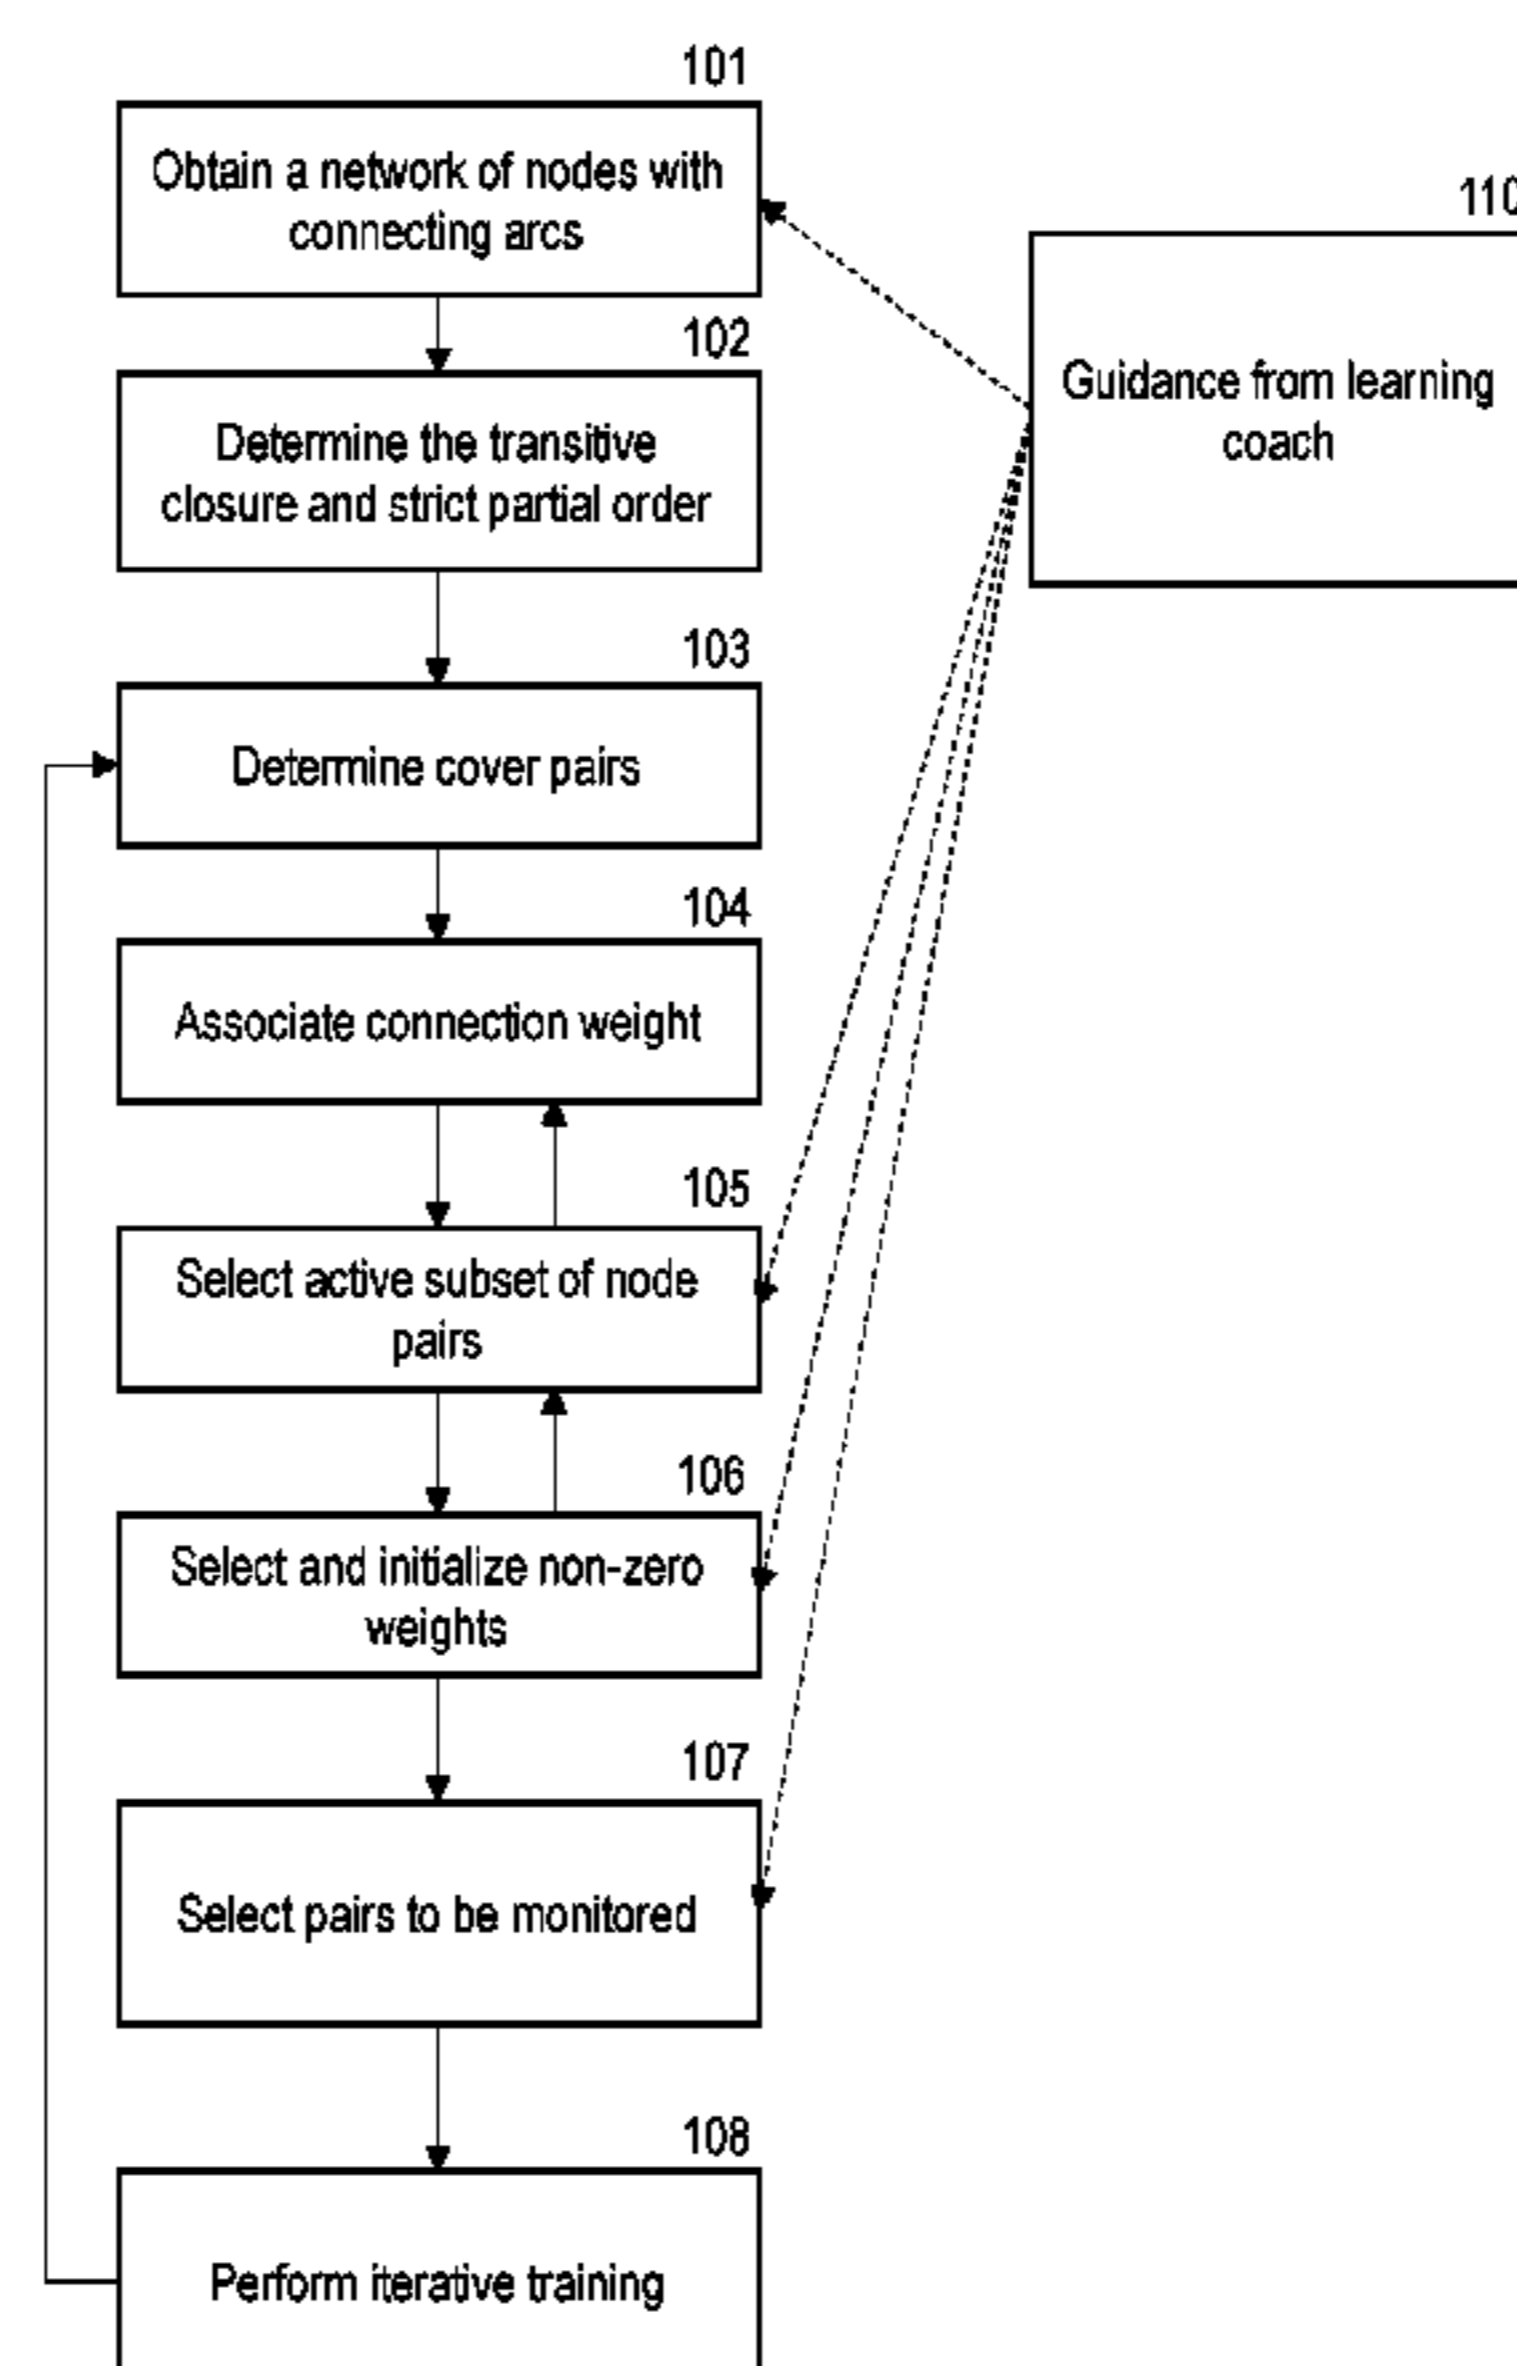 101
Obtain a network of nodes with
connecting arcs
110
Guidance from learning
coach
102
Determine the transitive
closure and strict partial order
103
Determine cover pairs
104
Associate connection weight
105
Select active subset of node
pairs
106
Select and initialize non-zero
weights
107
Select pairs to be monitored
108
Perform iterative training